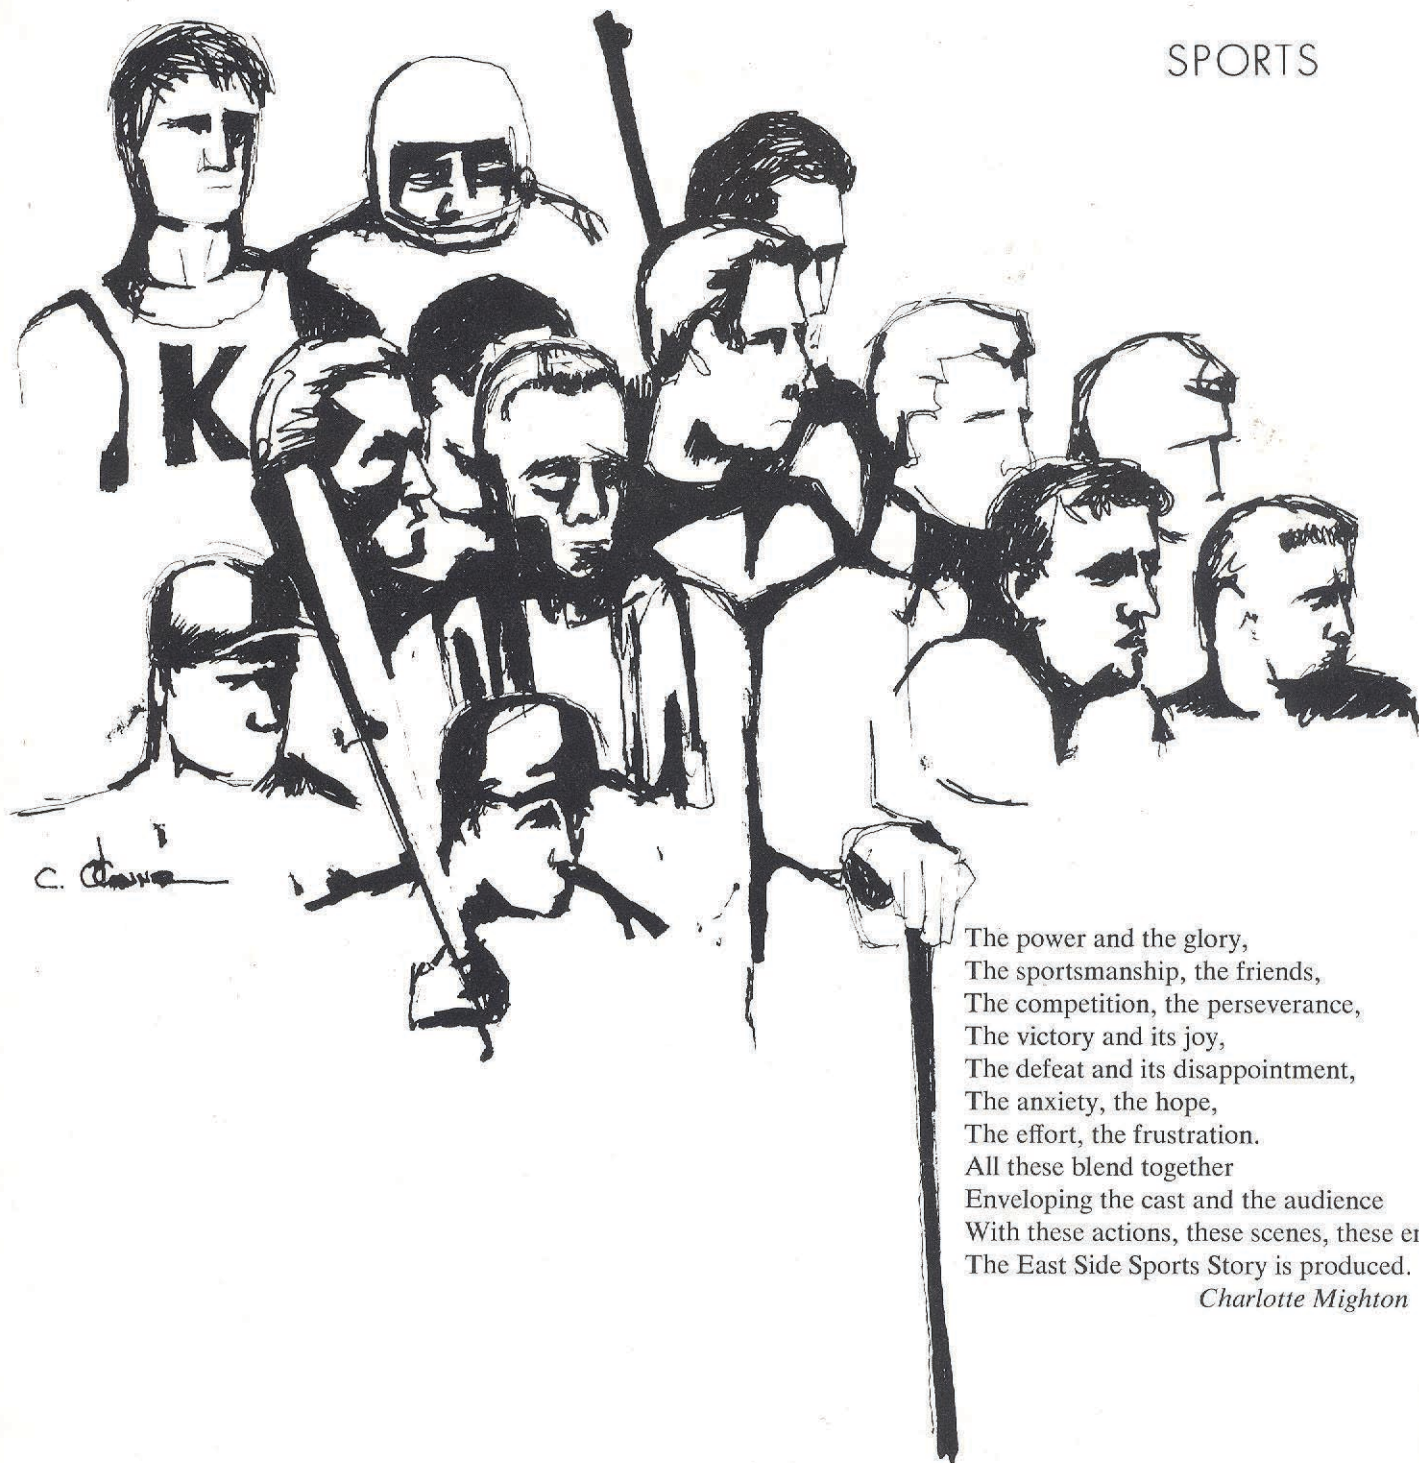 SPORTS
K
C.
The power and the glory,
The sportsmanship, the friends,
The competition, the perseverance,
The victory and its joy,
The defeat and its disappointment,
The anxiety, the hope,
The effort, the frustration.
All these blend together
Enveloping the cast and the audience
With these actions, these scenes, these
The East Side Sports Story is produced.
Charlotte Mighton